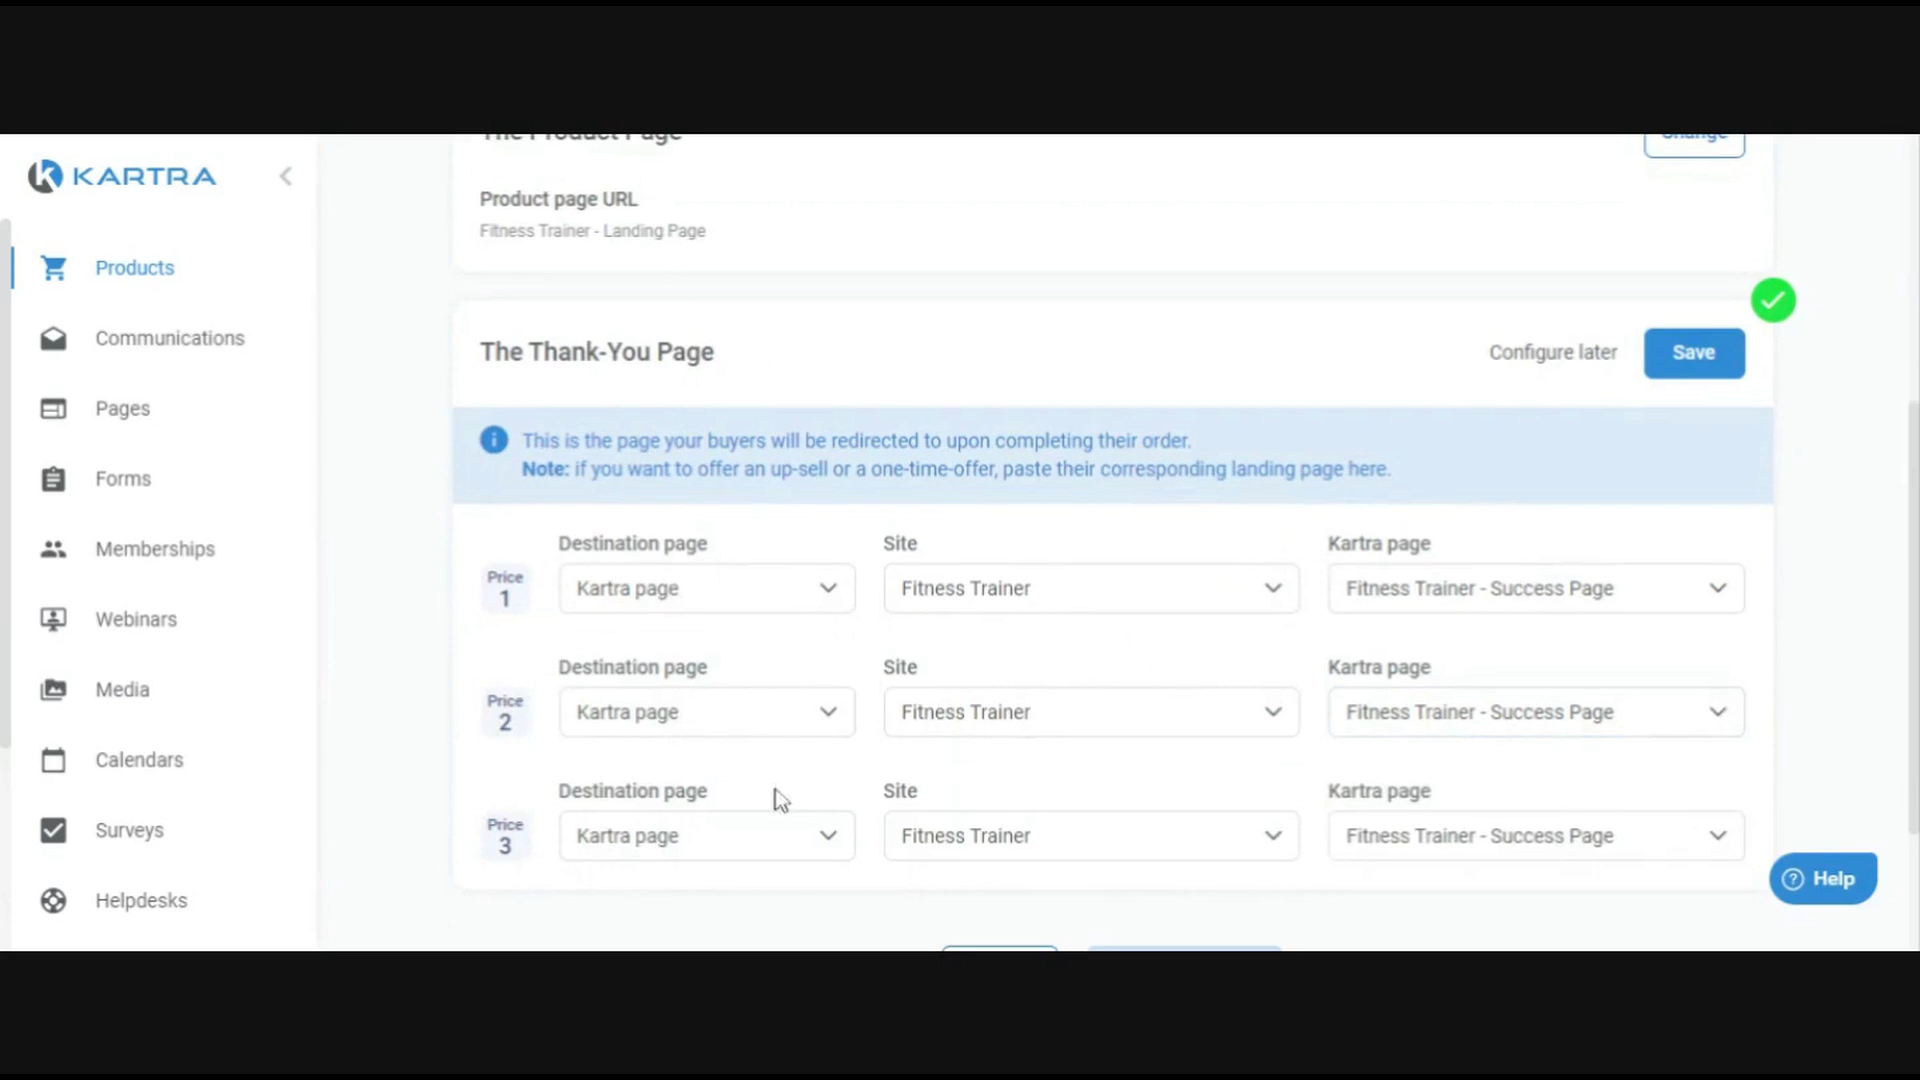 The Product Page
Change
KARTRA
Product page URL
Fitness Trainer - Landing Page
Products
Communications
The Thank-You Page
Configure later
Save
Pages
This is the page your buyers will be redirected to upon completing their order.
Note: if you want to offer an up-sell or a one-time-offer, paste their corresponding landing page here.
Forms
Memberships
Webinars
Media
Calendars
Surveys
Helpdesks
Destination page
Site
Kartra page
Price
1
Kartra page
Fitness Trainer
Fitness Trainer - Success Page
Destination page
Site
Kartra page
Price
2
Kartra page
Fitness Trainer
Fitness Trainer - Success Page
Destination page
Site
Kartra page
Price
3
Kartra page
Fitness Trainer
Fitness Trainer - Success Page
Help